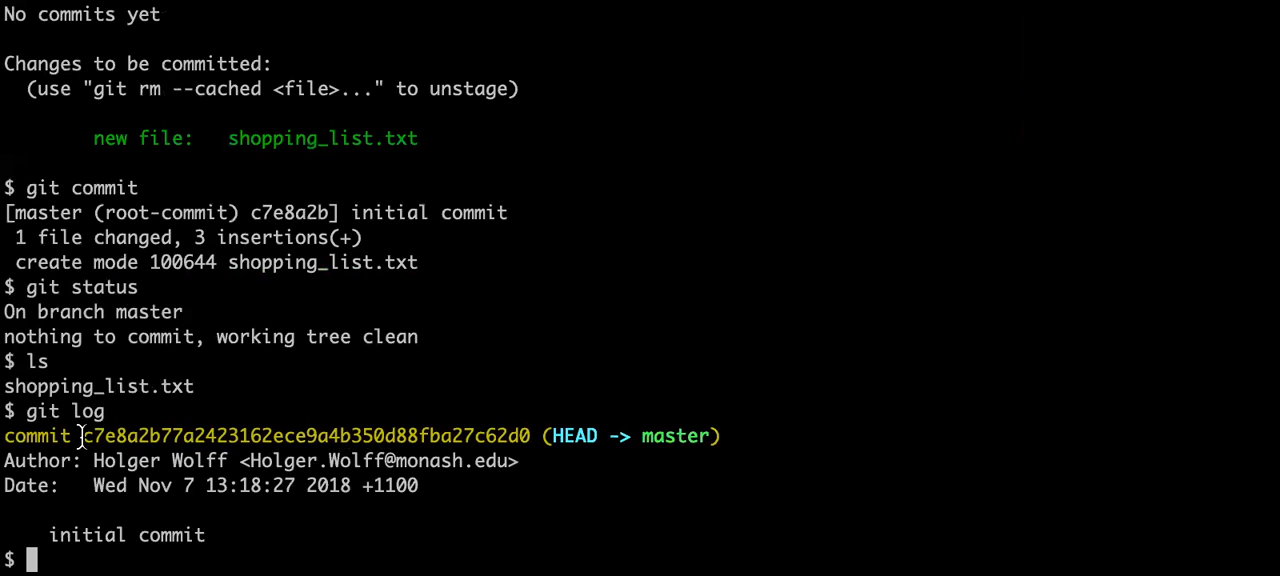 No commits yet
Changes to be committed:
(use "git rm --cached <file>..." to unstage)
new file: shopping_list.txt
$ git commit
[master (root-commit) c7e8a2b] initial commit
1 file changed, 3 insertions(+)
create mode 100644 shopping_list.txt
$ git status
On branch master
nothing to commit, working tree clean
$ ls
shopping_list.txt
$ git log
commit c7e8a2b77a2423162ece9a4b350d88fba27c62d0 (HEAD -> master)
Author: Holger Wolff <Holger.Wolff@monash.edu>
Date: Wed Nov 7 13:18:27 2018 +1100
initial commit
$